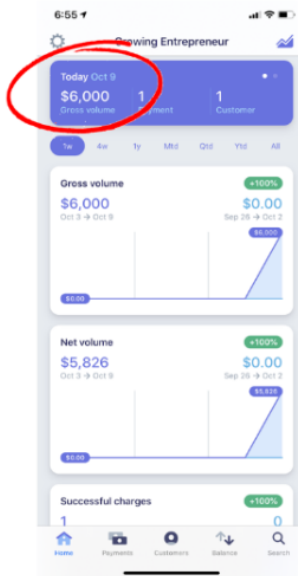 6:55
Growing Entrepreneur
Today Oct 9
$6,000 1 1
Gross volume Payment Customer
1w 4w 1y Mtd Qtd Ytd All
Gross volume +100%
$6,000 $0.00
Oct 3 → Oct 9 Sep 26 → Oct 2
$6,000
$0.00
Net volume +100%
$5,826 $0.00
Oct 3 → Oct 9 Sep 26 → Oct 2
$5,826
$0.00
Successful charges +100%
1 0
Home Payments Customers Balance Search